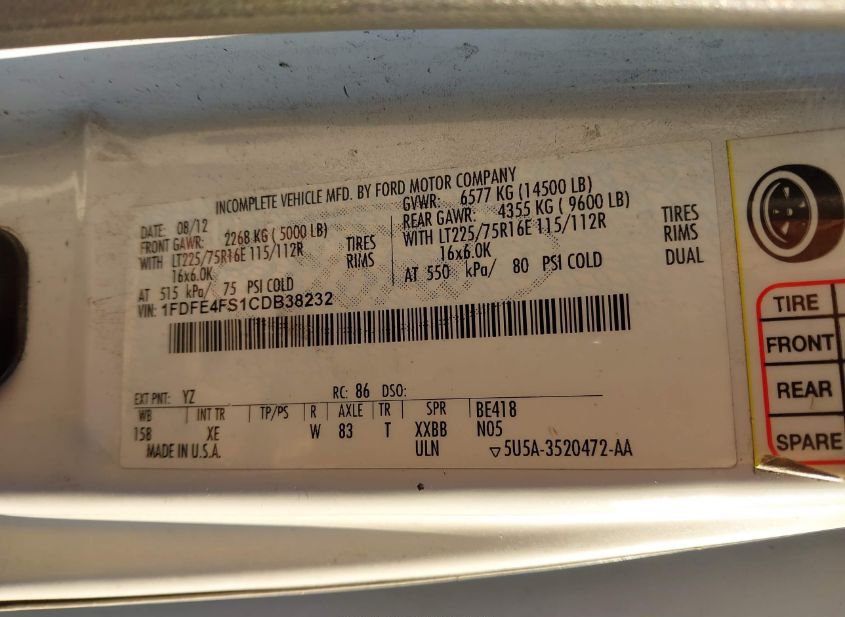 INCOMPLETE VEHICLE MFD. BY FORD MOTOR COMPANY
DATE: 08/12
GVWR: 6577 KG (14500 LB)
FRONT GAWR: 2268 KG ( 5000 LB)
REAR GAWR: 4355 KG ( 9600 LB)
WITH LT225/75R16E 115/112R TIRES
WITH LT225/75R16E 115/112R TIRES
16x6.0K RIMS
16x6.0K RIMS
AT 515 kPa/ 75 PSI COLD
AT 550 kPa/ 80 PSI COLD DUAL
VIN: 1FDFE4FS1CDB38232
EXT PNT: YZ RC: 86 DSO:
WB INT TR TP/PS R AXLE TR SPR BE418
158 XE W 83 T XXBB N05
MADE IN U.S.A. ULN ▽5U5A-3520472-AA
TIRE
FRONT
REAR
SPARE